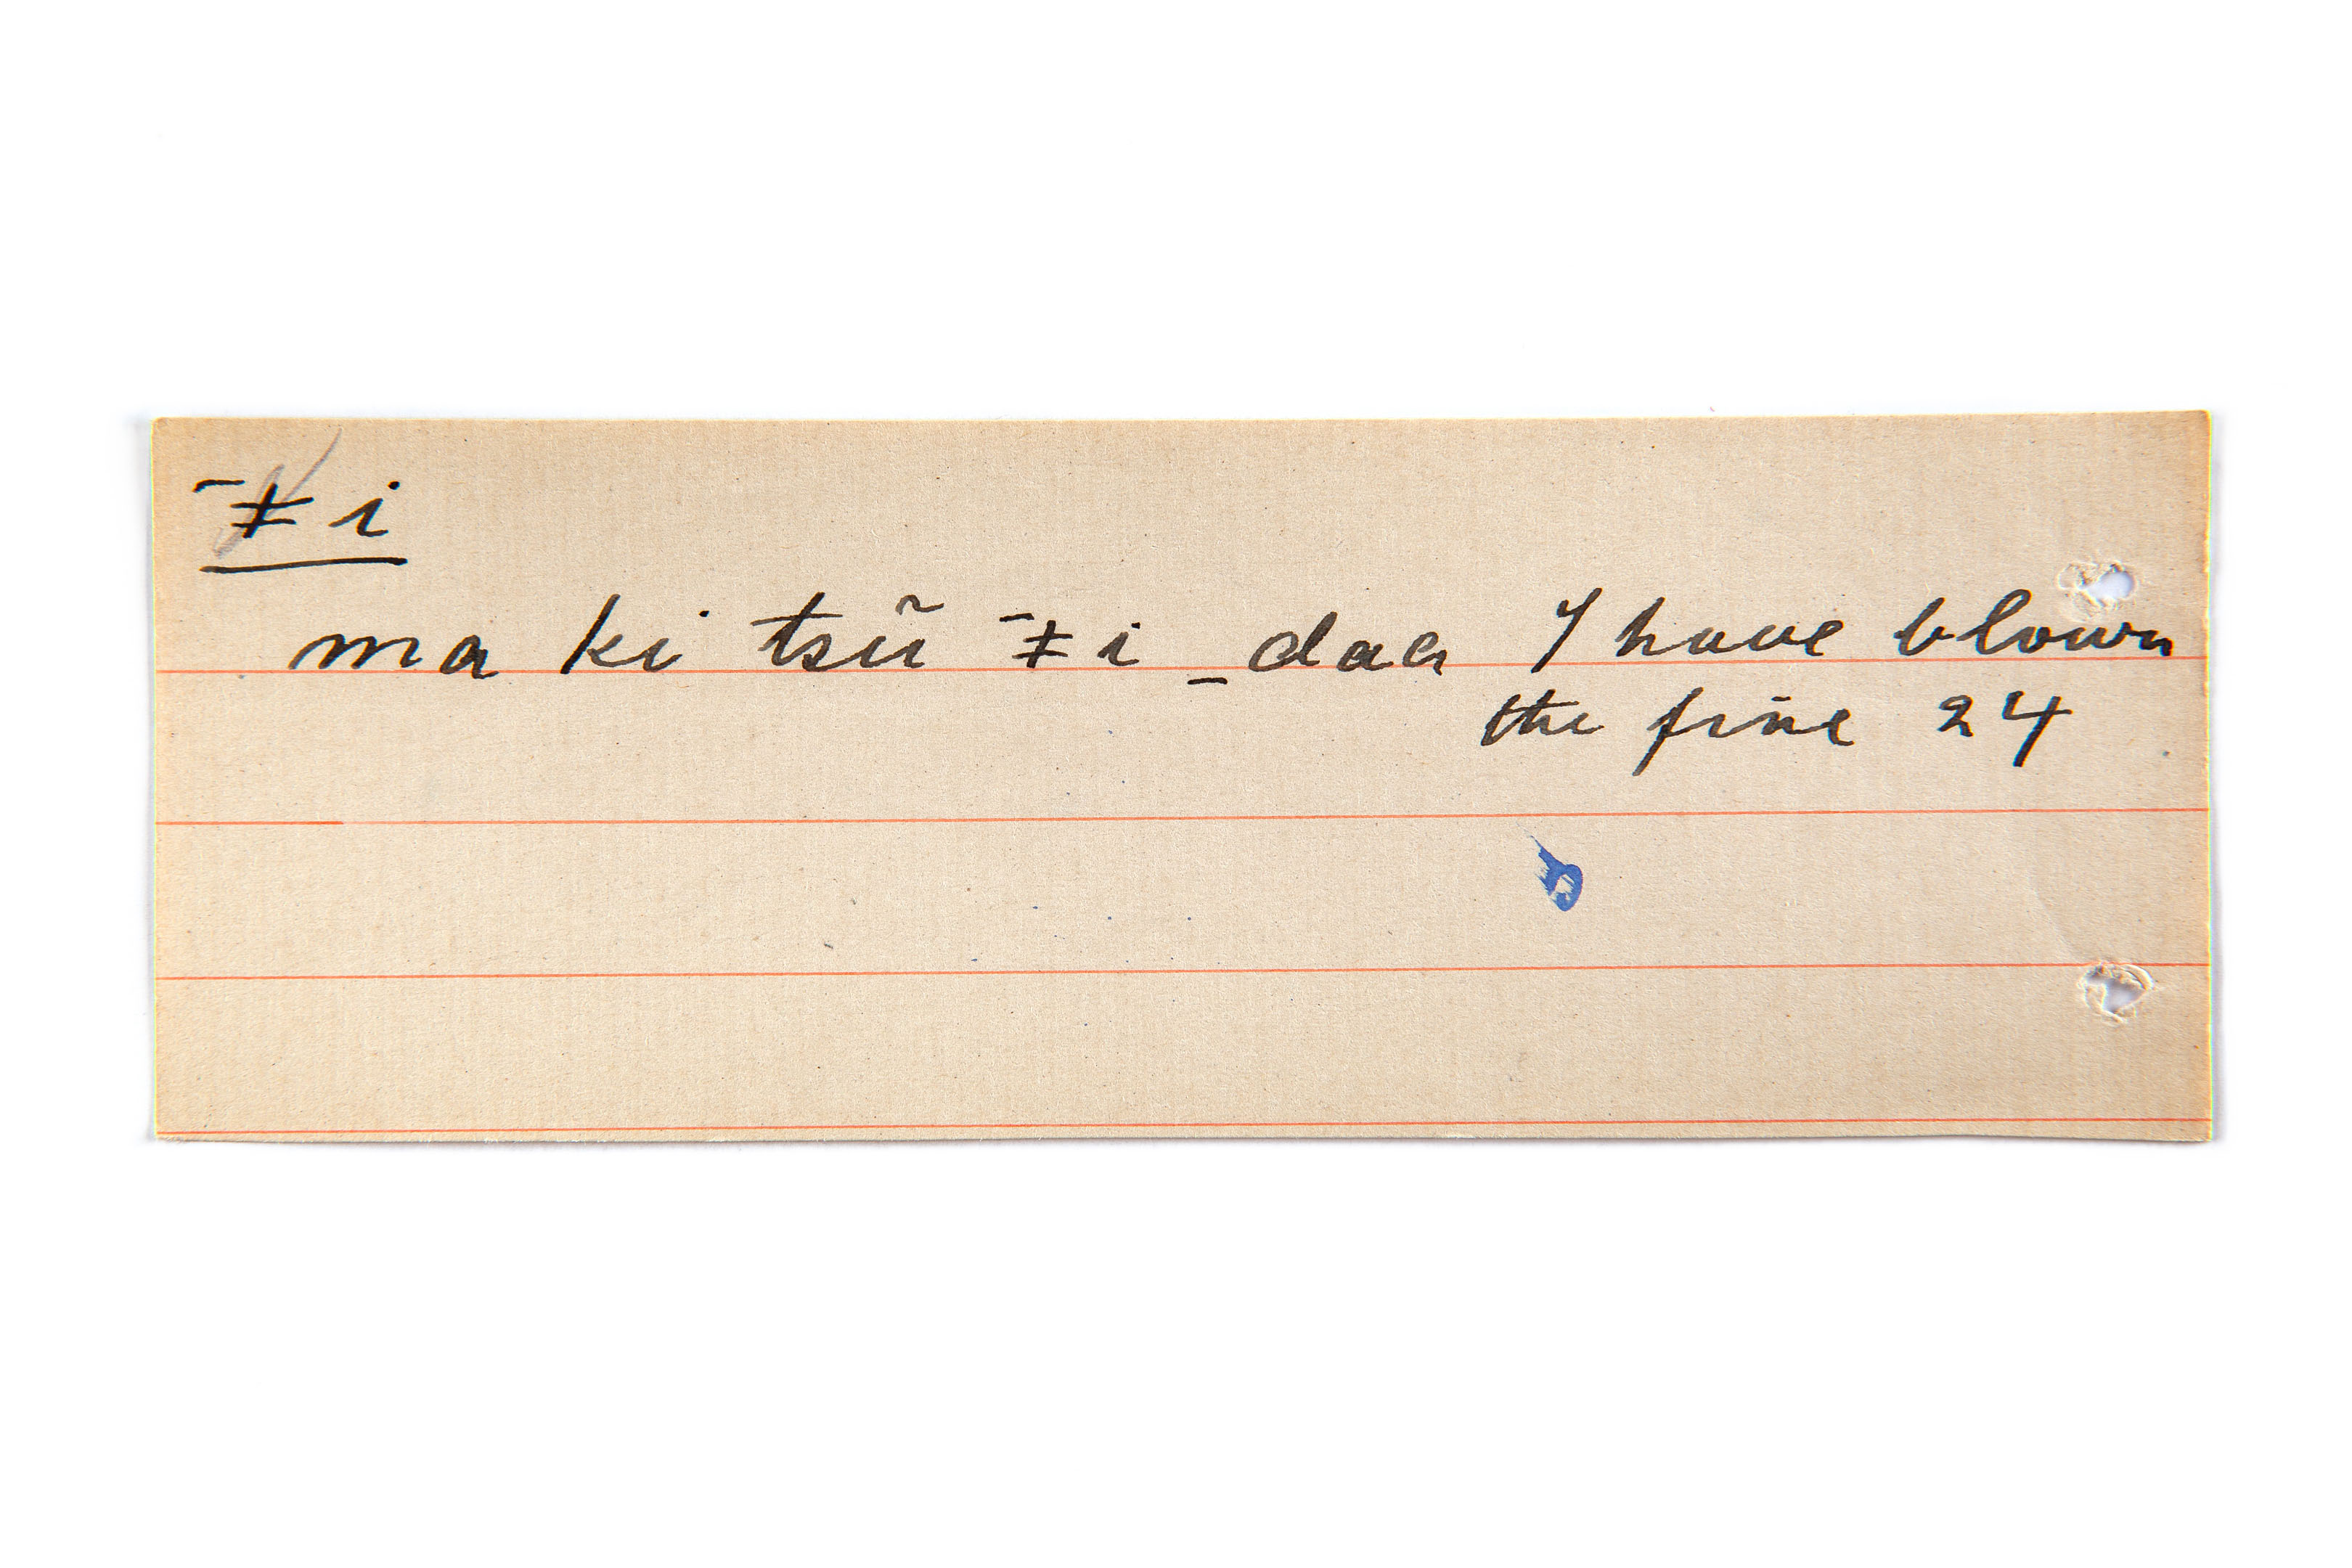 ‾ǂi
ma ki tsũ ‾ǂi _daa I have blown
the fire 24